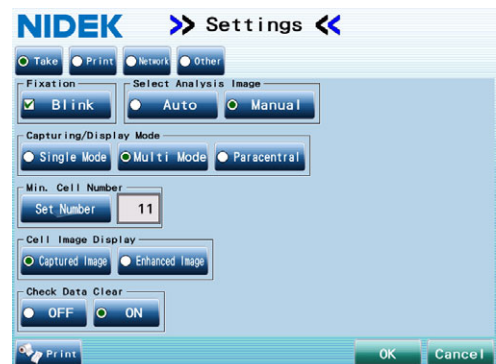 NIDEK Settings
Take Print Network Other
Fixation Select Analysis Image
Blink Auto Manual
Capturing/Display Mode
Single Mode Multi Mode Paracentral
Min. Cell Number
Set Number 11
Cell Image Display
Captured Image Enhanced Image
Check Data Clear
OFF ON
Print OK Cancel